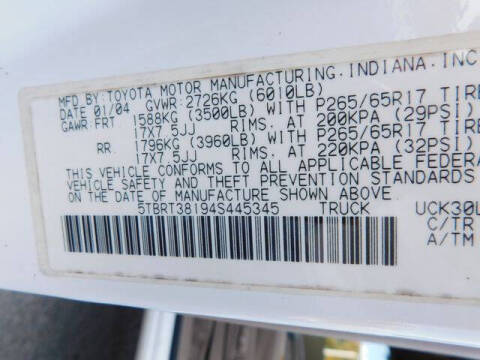 MFD.BY:TOYOTA MOTOR MANUFACTURING.INDIANA.INC
DATE 01/04 GVWR:2726KG (6010LB)
GAWR:FRT 1588KG (3500LB) WITH P265/65R17 TIRE
17X7.5JJ RIMS. AT 200KPA (29PSI)
RR 1796KG (3960LB) WITH P265/65R17 TIRE
17X7.5JJ RIMS. AT 220KPA (32PSI)
THIS VEHICLE CONFORMS TO ALL APPLICABLE FEDERA
VEHICLE SAFETY AND THEFT PREVENTION STANDARDS
DATE OF MANUFACTURE SHOWN ABOVE
5TBRT38194S445345 TRUCK UCK30L
C/TR
A/TM